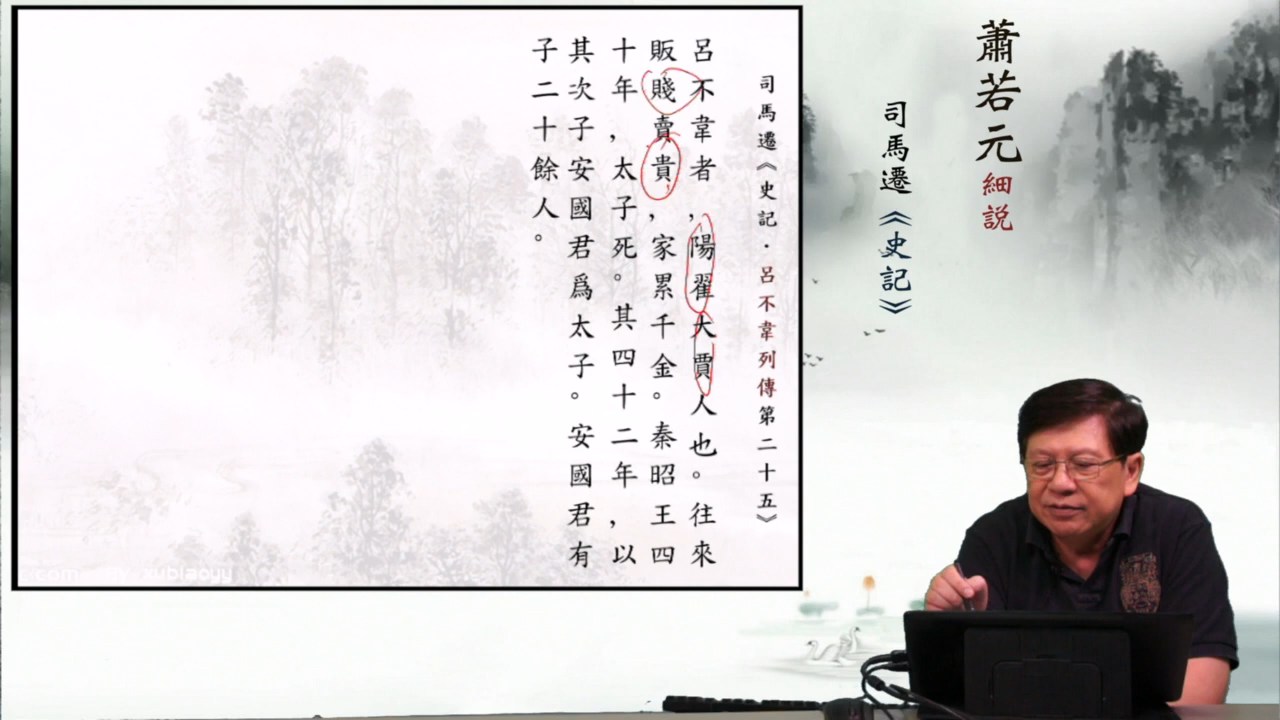 蕭若元
細說
司馬遷
《史記》
司馬遷《史記·呂不韋列傳第二十五》
呂不韋者，陽翟大賈人也。往來
販賤賣貴，家累千金。秦昭王四
十年，太子死。其四十二年，以
其次子安國君爲太子。安國君有
子二十餘人。